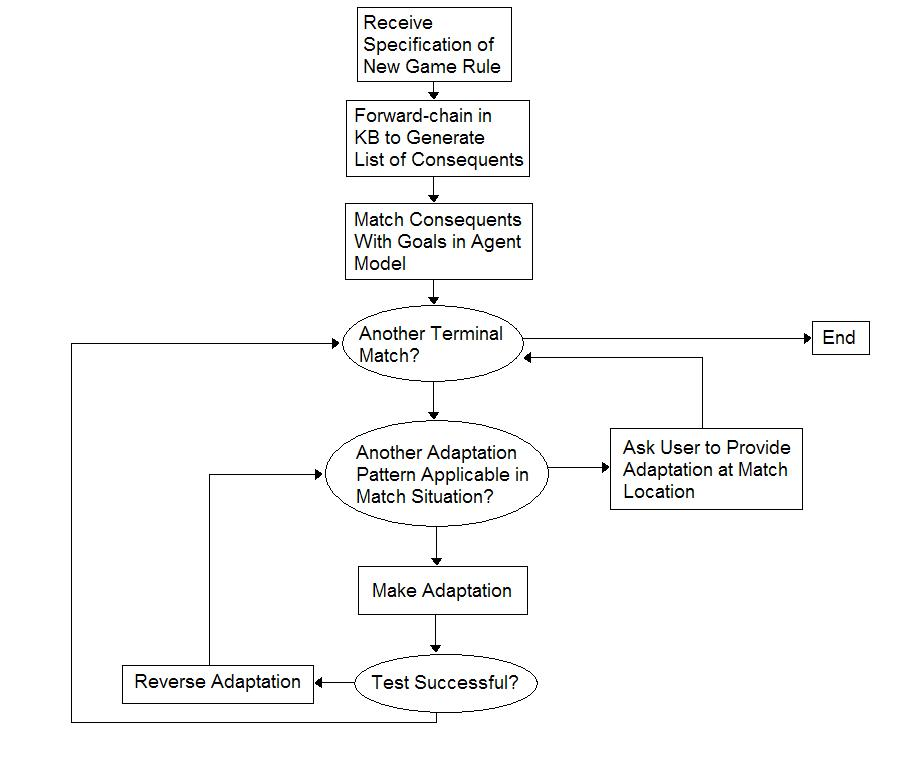 Receive
Specification of
New Game Rule
Forward-chain in
KB to Generate
List of Consequents
Match Consequents
With Goals in Agent
Model
Another Terminal
Match?
End
Another Adaptation
Pattern Applicable in
Match Situation?
Ask User to Provide
Adaptation at Match
Location
Make Adaptation
Test Successful?
Reverse Adaptation